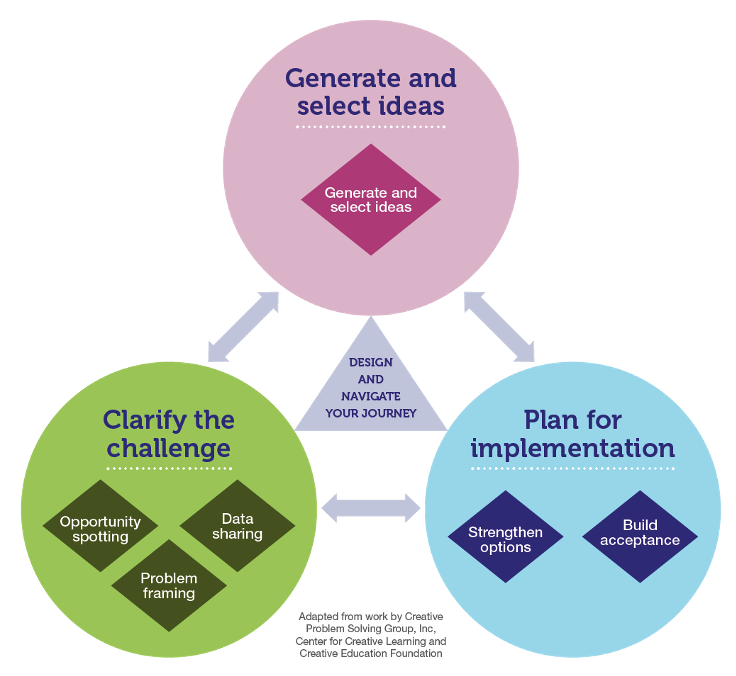 Generate and
select ideas
Generate and
select ideas
DESIGN
AND
NAVIGATE
YOUR JOURNEY
Clarify the
challenge
Opportunity
spotting
Data
sharing
Problem
framing
Plan for
implementation
Strengthen
options
Build
acceptance
Adapted from work by Creative
Problem Solving Group, Inc,
Center for Creative Learning and
Creative Education Foundation